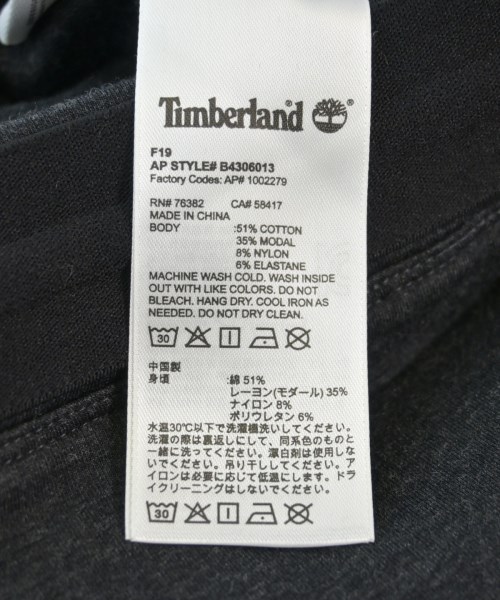 Timberland®
F19
AP STYLE# B4306013
Factory Codes: AP# 1002279
RN# 76382 CA# 58417
MADE IN CHINA
BODY :51% COTTON
35% MODAL
8% NYLON
6% ELASTANE
MACHINE WASH COLD. WASH INSIDE
OUT WITH LIKE COLORS. DO NOT
BLEACH. HANG DRY. COOL IRON AS
NEEDED. DO NOT DRY CLEAN.
30
中国製
身頃 :綿 51%
レーヨン(モダール) 35%
ナイロン 8%
ポリウレタン 6%
水温30℃以下で洗濯機洗いしてください。
洗濯の際は裏返しにして、同系色のものと
一緒に洗ってください。漂白剤は使用しな
いでください。吊り干ししてください。ア
イロンは必要に応じて低温にします。ドラ
イクリーニングはしないでください。
30